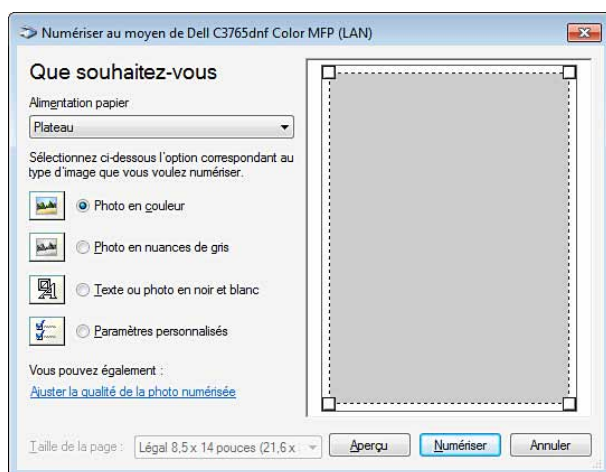 Numériser au moyen de Dell C3765dnf Color MFP (LAN)
Que souhaitez-vous
Alimentation papier
Plateau
Sélectionnez ci-dessous l'option correspondant au
type d'image que vous voulez numériser.
Photo en couleur
Photo en nuances de gris
Texte ou photo en noir et blanc
Paramètres personnalisés
Vous pouvez également :
Ajuster la qualité de la photo numérisée
Taille de la page : Légal 8,5 x 14 pouces (21,6 x
Aperçu Numériser Annuler